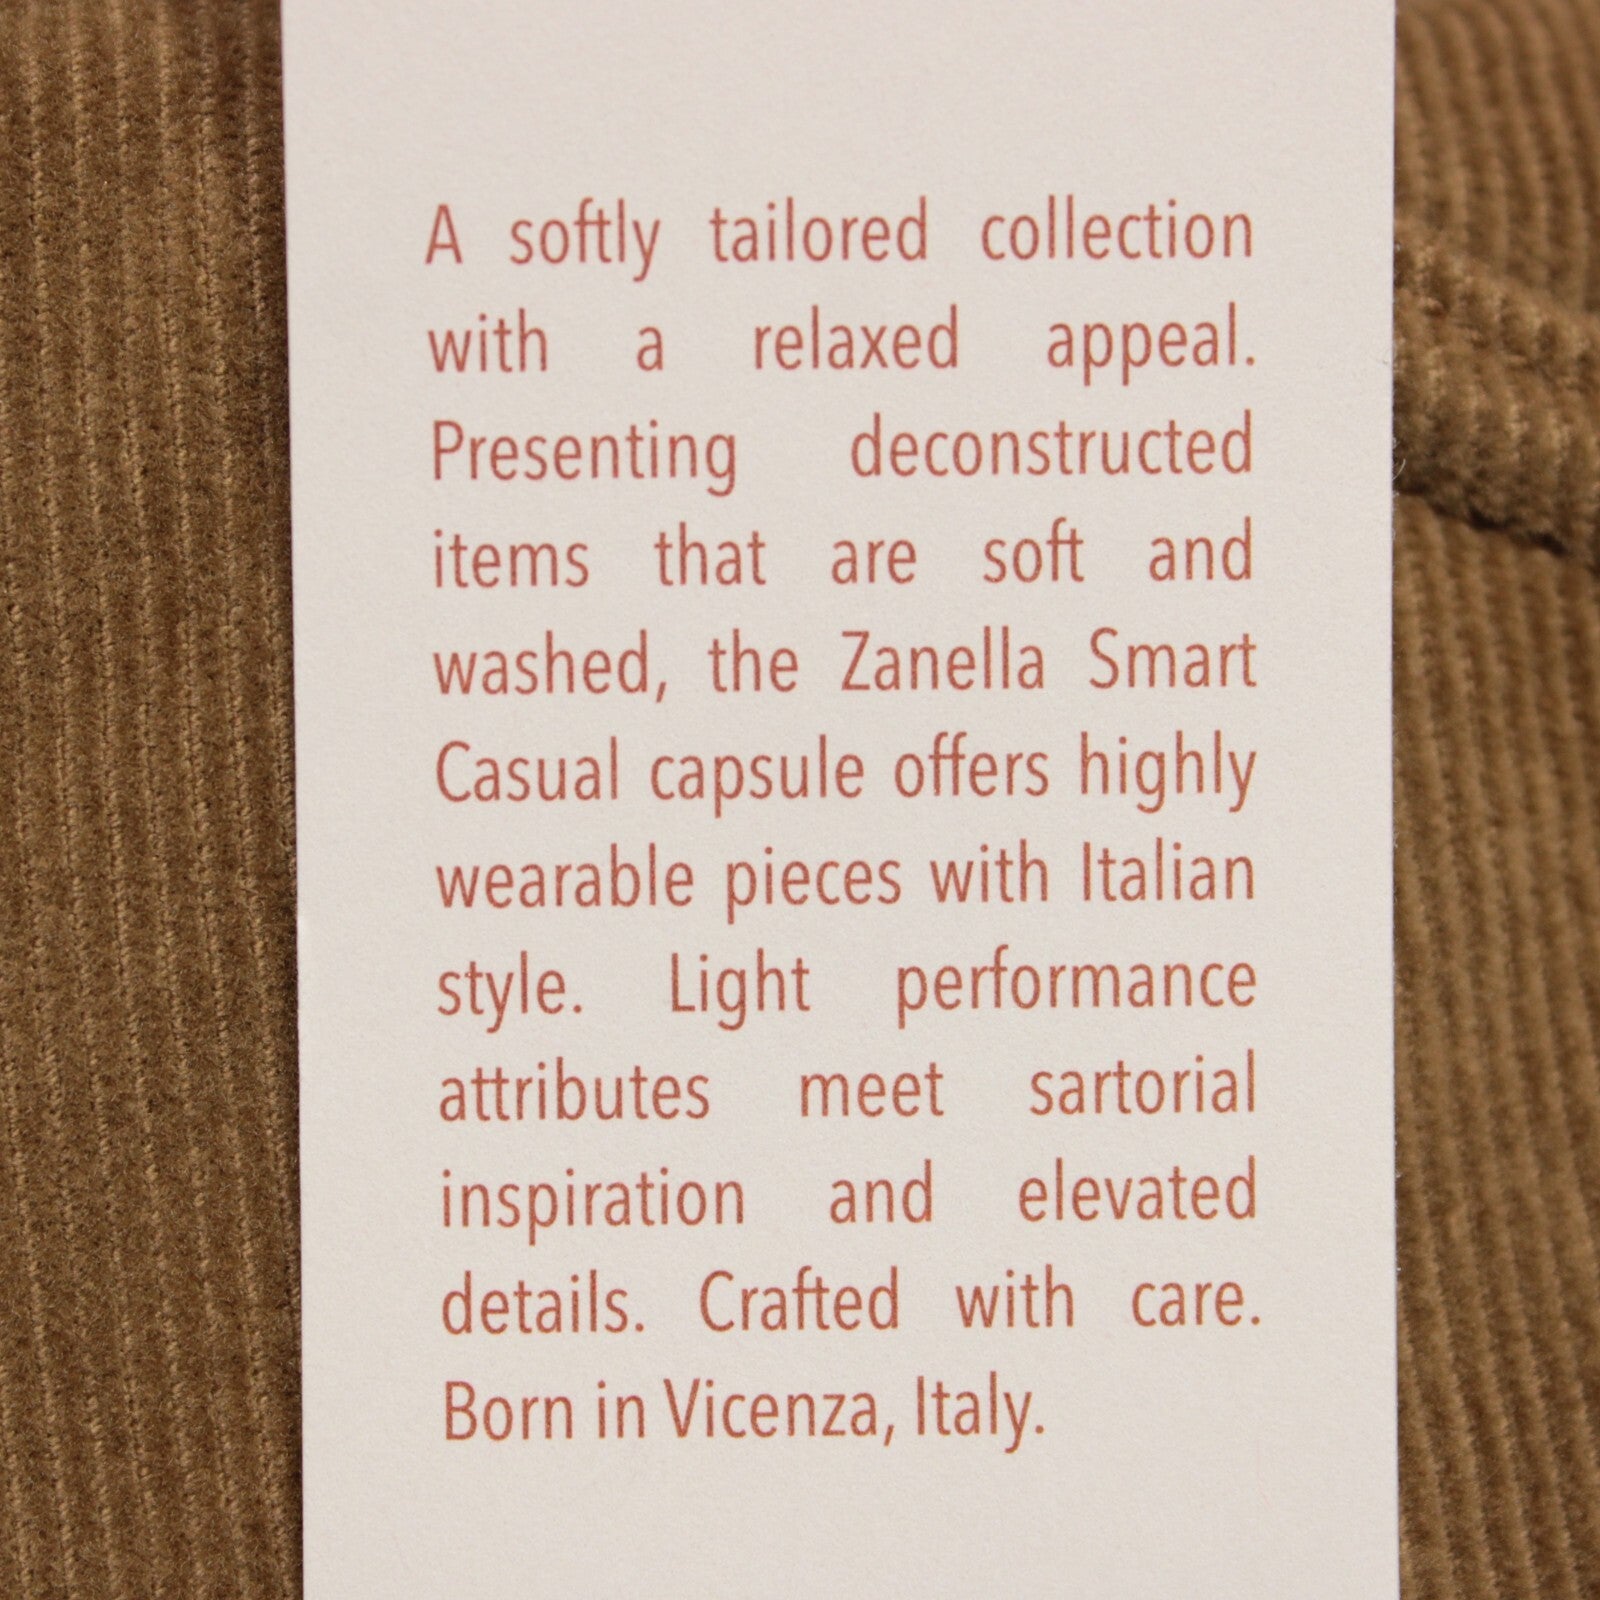 A softly tailored collection
with a relaxed appeal.
Presenting deconstructed
items that are soft and
washed, the Zanella Smart
Casual capsule offers highly
wearable pieces with Italian
style. Light performance
attributes meet sartorial
inspiration and elevated
details. Crafted with care.
Born in Vicenza, Italy.